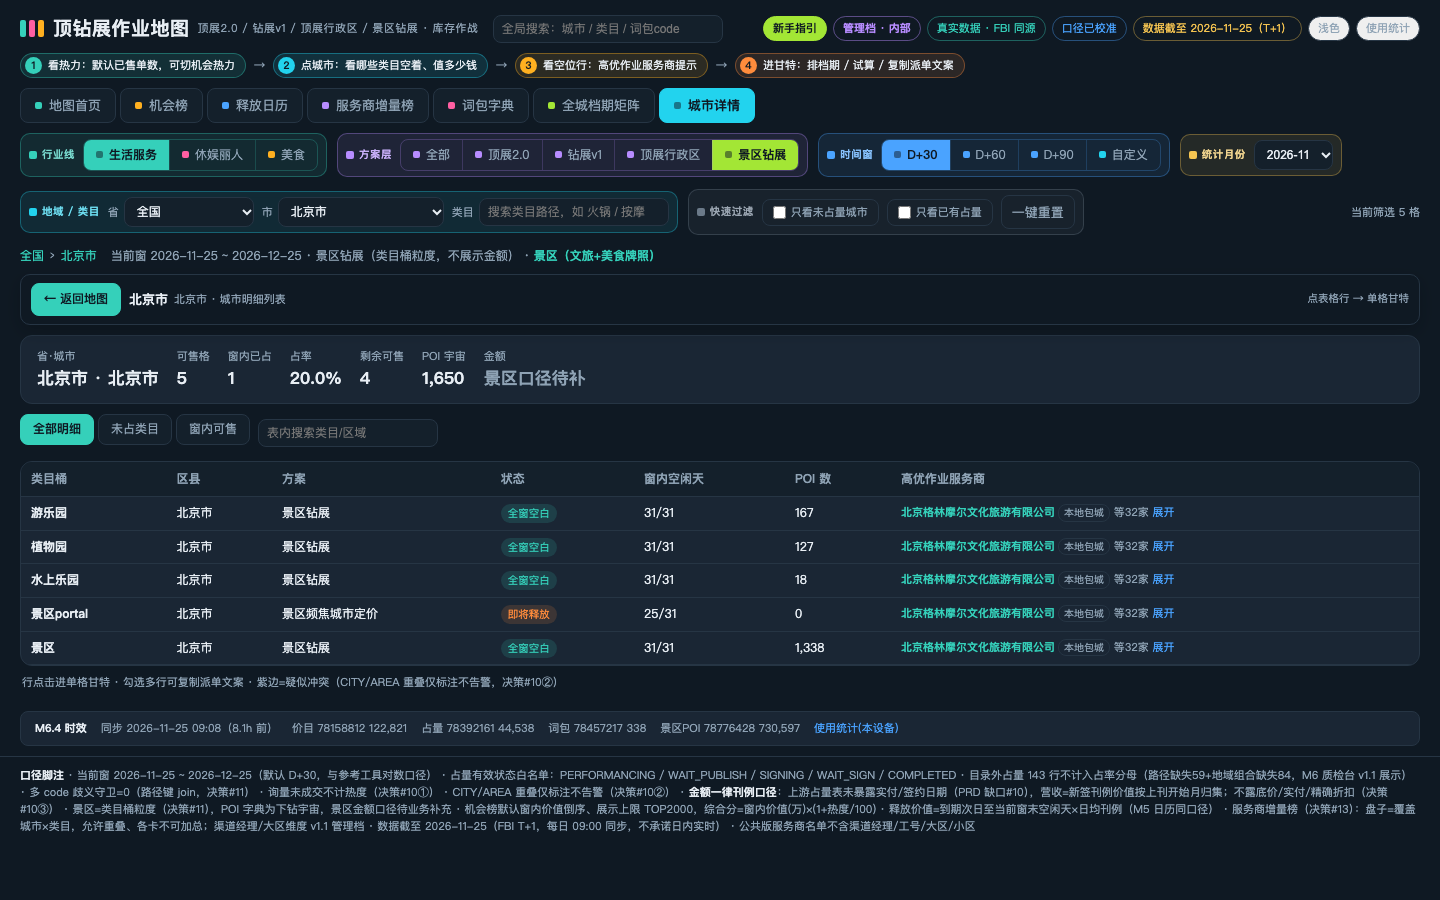 顶钻展作业地图 顶展2.0 / 钻展v1 / 顶展行政区 / 景区钻展 · 库存作战 全局搜索：城市 / 类目 / 词包code 新手指引 管理档 · 内部 真实数据 · FBI 同源 口径已校准 数据截至 2026-11-25（T+1） 浅色 使用统计
1 看热力：默认已售单数，可切机会热力 → 2 点城市：看哪些类目空着、值多少钱 → 3 看空位行：高优作业服务商提示 → 4 进甘特：排档期 / 试算 / 复制派单文案
地图首页 机会榜 释放日历 服务商增量榜 词包字典 全城档期矩阵 城市详情
行业线 生活服务 休娱丽人 美食 方案层 全部 顶展2.0 钻展v1 顶展行政区 景区钻展 时间窗 D+30 D+60 D+90 自定义 统计月份 2026-11
地域 / 类目 省 全国 市 北京市 类目 搜索类目路径，如 火锅 / 按摩 快速过滤 只看未占量城市 只看已有占量 一键重置 当前筛选 5 格
全国 › 北京市 当前窗 2026-11-25 ~ 2026-12-25 · 景区钻展（类目桶粒度，不展示金额） · 景区（文旅+美食牌照）
← 返回地图 北京市 北京市 · 城市明细列表 点表格行 → 单格甘特
省·城市 可售格 窗内已占 占率 剩余可售 POI 宇宙 金额
北京市 · 北京市 5 1 20.0% 4 1,650 景区口径待补
全部明细 未占类目 窗内可售 表内搜索类目/区域
类目桶 区县 方案 状态 窗内空闲天 POI 数 高优作业服务商
游乐园 北京市 景区钻展 全窗空白 31/31 167 北京格林摩尔文化旅游有限公司 本地包城 等32家 展开
植物园 北京市 景区钻展 全窗空白 31/31 127 北京格林摩尔文化旅游有限公司 本地包城 等32家 展开
水上乐园 北京市 景区钻展 全窗空白 31/31 18 北京格林摩尔文化旅游有限公司 本地包城 等32家 展开
景区portal 北京市 景区频焦城市定价 即将释放 25/31 0 北京格林摩尔文化旅游有限公司 本地包城 等32家 展开
景区 北京市 景区钻展 全窗空白 31/31 1,338 北京格林摩尔文化旅游有限公司 本地包城 等32家 展开
行点击进单格甘特 · 勾选多行可复制派单文案 · 紫边=疑似冲突（CITY/AREA 重叠仅标注不告警，决策#10②）
M6.4 时效 同步 2026-11-25 09:08（8.1h 前） 价目 78158812 122,821 占量 78392161 44,538 词包 78457217 338 景区POI 78776428 730,597 使用统计(本设备)
口径脚注 · 当前窗 2026-11-25 ~ 2026-12-25（默认 D+30，与参考工具对数口径） · 占量有效状态白名单：PERFORMANCING / WAIT_PUBLISH / SIGNING / WAIT_SIGN / COMPLETED · 目录外占量 143 行不计入占率分母（路径缺失59+地域组合缺失84，M6 质检台 v1.1 展示）
· 多 code 歧义守卫=0（路径键 join，决策#11） · 询量未成交不计热度（决策#10①） · CITY/AREA 重叠仅标注不告警（决策#10②） · 金额一律刊例口径：上游占量表未暴露实付/签约日期（PRD 缺口#10），营收=新签刊例价值按上刊开始月归集；不露底价/实付/精确折扣（决策
#10③） · 景区=类目桶粒度（决策#11），POI 字典为下钻宇宙，景区金额口径待业务补充 · 机会榜默认窗内价值倒序、展示上限 TOP2000，综合分=窗内价值(万)×(1+热度/100) · 释放价值=到期次日至当前窗末空闲天×日均刊例（M5 日历同口径） · 服务商增量榜（决策#13）：盘子=覆盖
城市×类目，允许重叠、各卡不可加总；渠道经理/大区维度 v1.1 管理档 · 数据截至 2026-11-25（FBI T+1，每日 09:00 同步，不承诺日内实时） · 公共版服务商名单不含渠道经理/工号/大区/小区